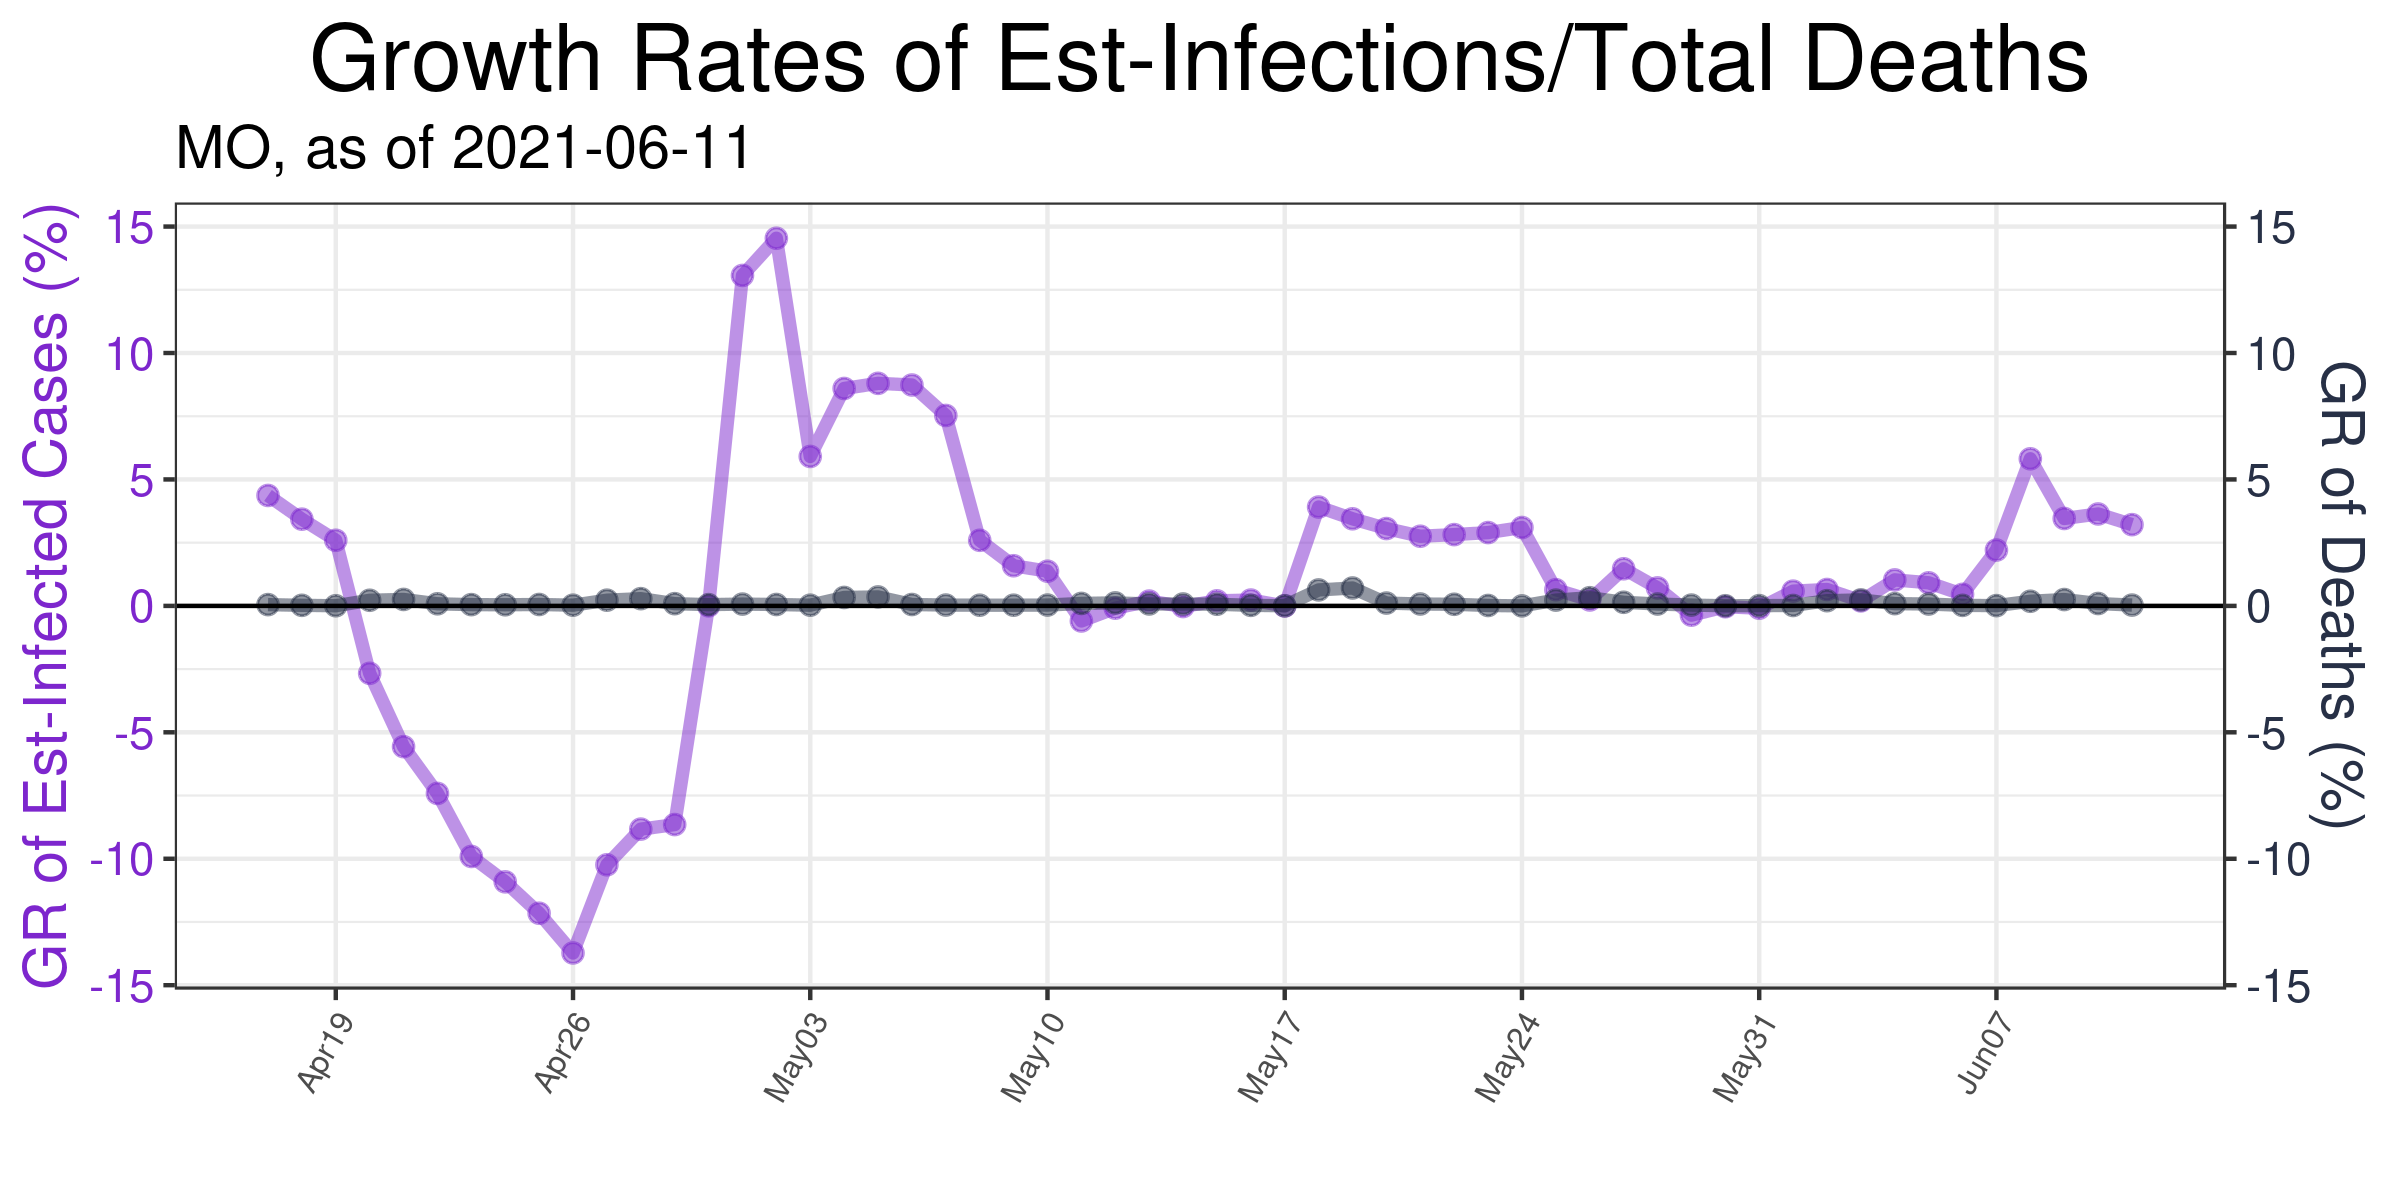 Growth Rates of Est-Infections/Total Deaths
MO, as of 2021-06-11
GR of Est-Infected Cases (%)
15
10
5
0
-5
-10
-15
15
10
5
0
-5
-10
-15
GR of Deaths (%)
Apr19
Apr26
May03
May10
May17
May24
May31
Jun07